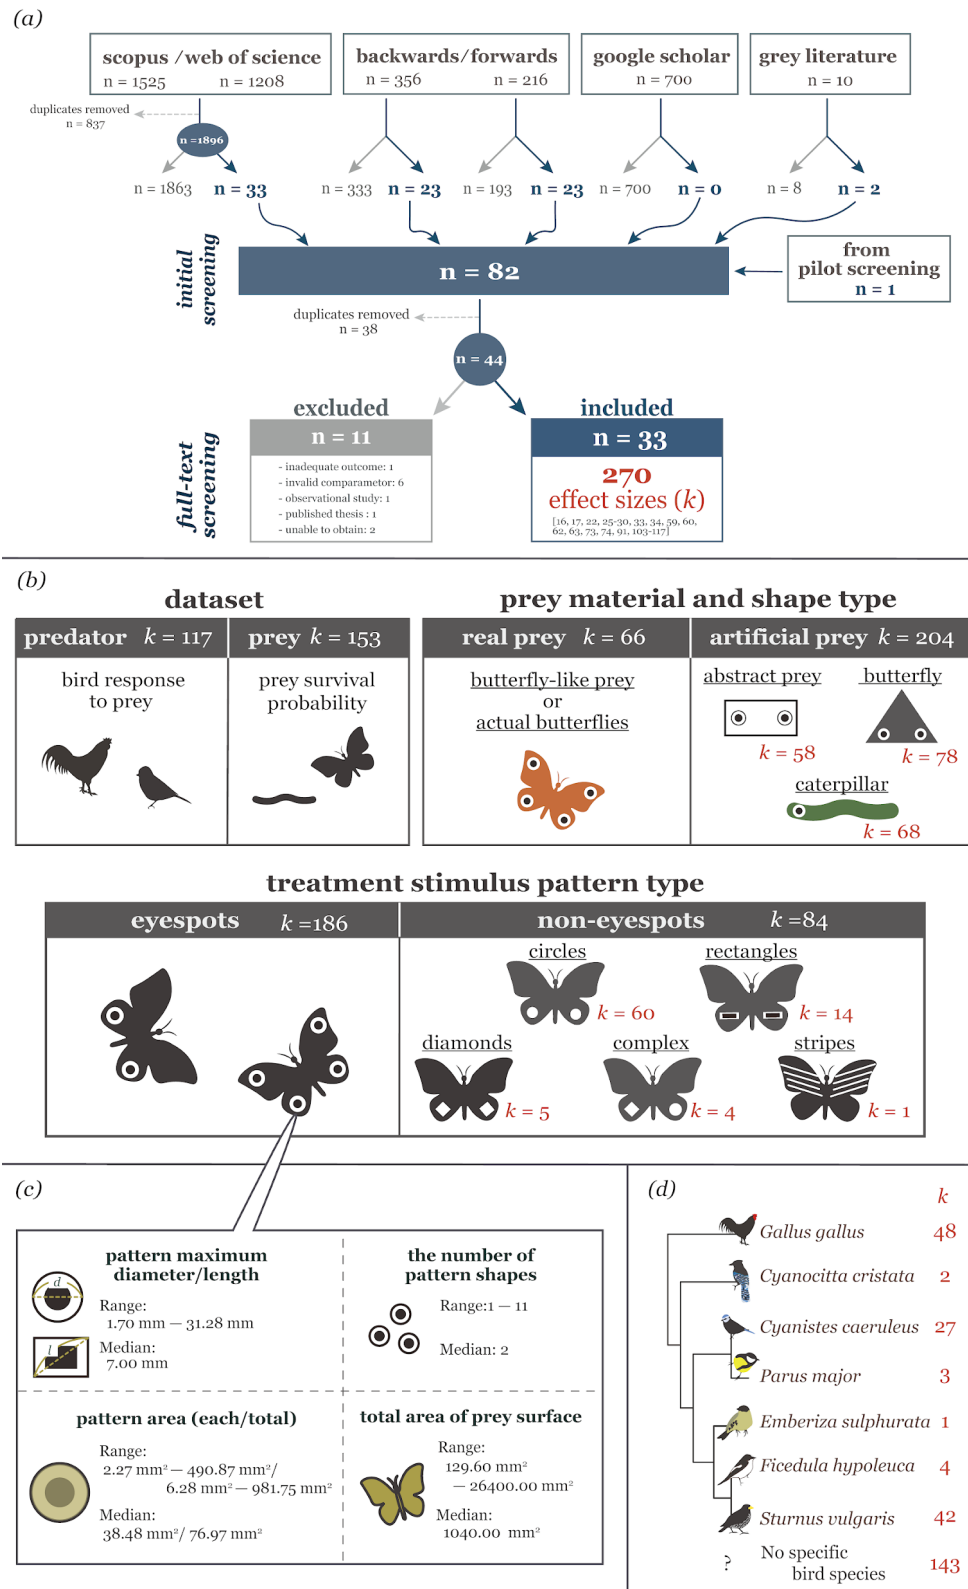 (a)
scopus /web of science
n = 1525 n = 1208
backwards/forwards
n = 356 n = 216
google scholar
n = 700
grey literature
n = 10
duplicates removed
n = 837
n =1896
n = 1863 n = 33 n = 333 n = 23 n = 193 n = 23 n = 700 n = 0 n = 8 n = 2
initial
screening
n = 82
from
pilot screening
n = 1
duplicates removed
n = 38
n = 44
full-text
screening
excluded
n = 11
- inadequate outcome: 1
- invalid comparametor: 6
- observational study: 1
- published thesis : 1
- unable to obtain: 2
included
n = 33
270
effect sizes (k)
[16, 17, 22, 25-30, 33, 34, 59, 60,
62, 63, 73, 74, 91, 103-117]
(b)
dataset
predator k = 117
bird response
to prey
prey k = 153
prey survival
probability
prey material and shape type
real prey k = 66
butterfly-like prey
or
actual butterflies
artificial prey k = 204
abstract prey
k = 58
butterfly
k = 78
caterpillar
k = 68
treatment stimulus pattern type
eyespots k =186
non-eyespots k =84
circles
k = 60
rectangles
k = 14
diamonds
k = 5
complex
k = 4
stripes
k = 1
(c)
pattern maximum
diameter/length
d
l
Range:
1.70 mm — 31.28 mm
Median:
7.00 mm
the number of
pattern shapes
Range:1 — 11
Median: 2
pattern area (each/total)
Range:
2.27 mm² — 490.87 mm²/
6.28 mm² — 981.75 mm²
Median:
38.48 mm²/ 76.97 mm²
total area of prey surface
Range:
129.60 mm²
— 26400.00 mm²
Median:
1040.00 mm²
(d)
k
Gallus gallus 48
Cyanocitta cristata 2
Cyanistes caeruleus 27
Parus major 3
Emberiza sulphurata 1
Ficedula hypoleuca 4
Sturnus vulgaris 42
? No specific
bird species 143